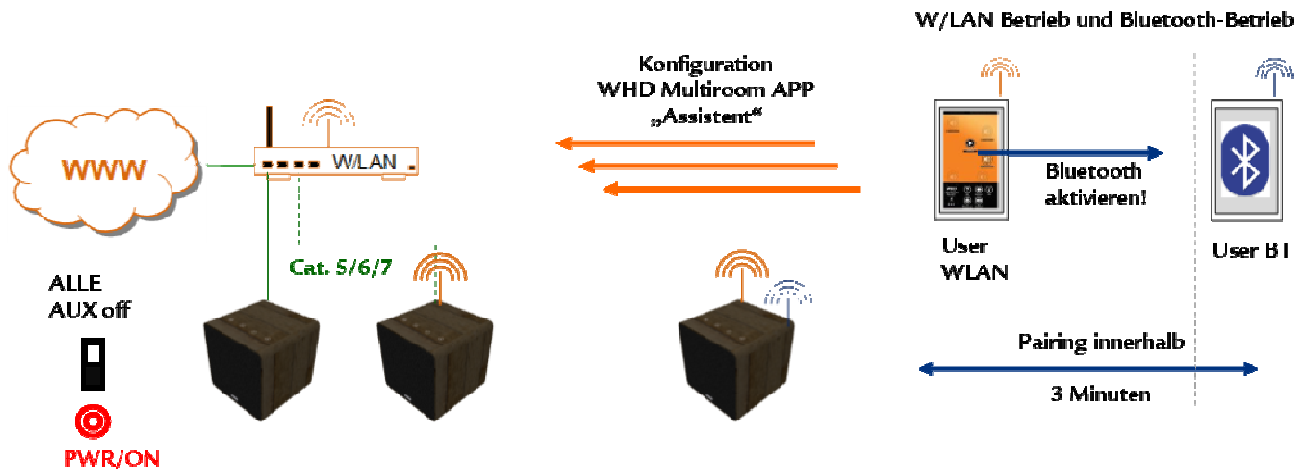 W/LAN Betrieb und Bluetooth-Betrieb
Konfiguration
WHD Multiroom APP
„Assistent“
WWW
W/LAN
Bluetooth
aktivieren!
User
WLAN
User BT
Cat. 5/6/7
ALLE
AUX off
Pairing innerhalb
3 Minuten
PWR/ON